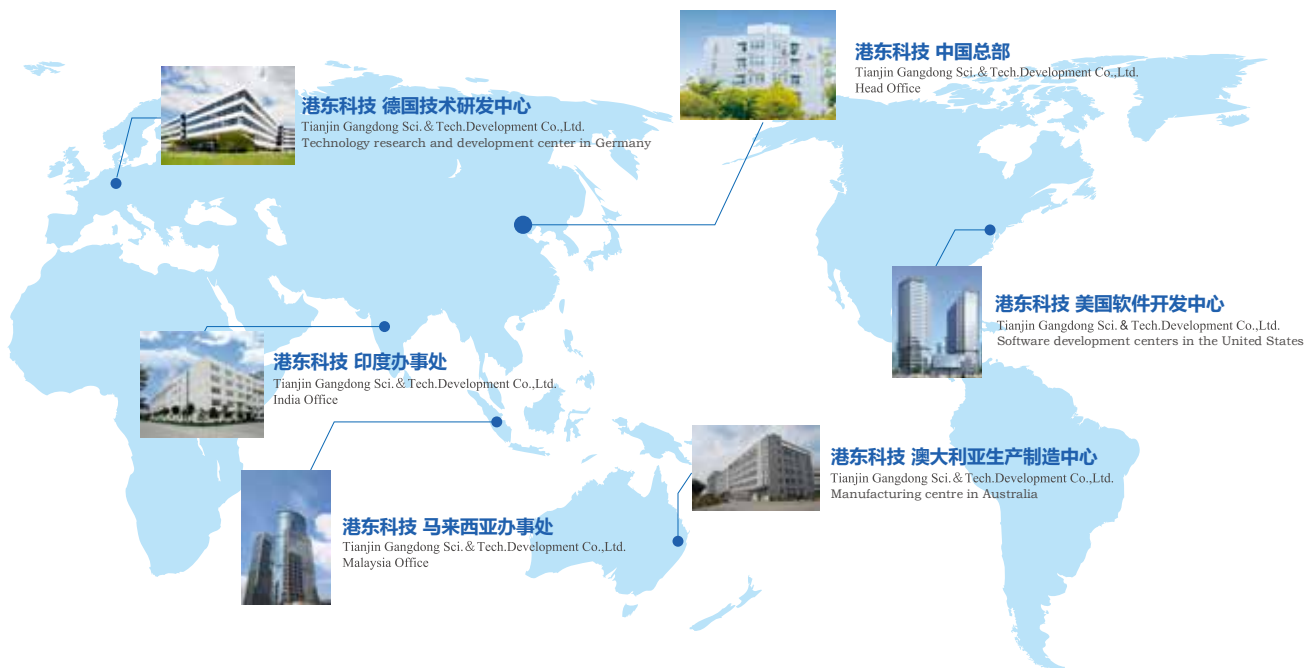 港东科技 中国总部
Tianjin Gangdong Sci.&Tech.Development Co.,Ltd.
Head Office
港东科技 德国技术研发中心
Tianjin Gangdong Sci.&Tech.Development Co.,Ltd.
Technology research and development center in Germany
港东科技 美国软件开发中心
Tianjin Gangdong Sci.&Tech.Development Co.,Ltd.
Software development centers in the United States
港东科技 印度办事处
Tianjin Gangdong Sci.&Tech.Development Co.,Ltd.
India Office
港东科技 澳大利亚生产制造中心
Tianjin Gangdong Sci.&Tech.Development Co.,Ltd.
Manufacturing centre in Australia
港东科技 马来西亚办事处
Tianjin Gangdong Sci.&Tech.Development Co.,Ltd.
Malaysia Office